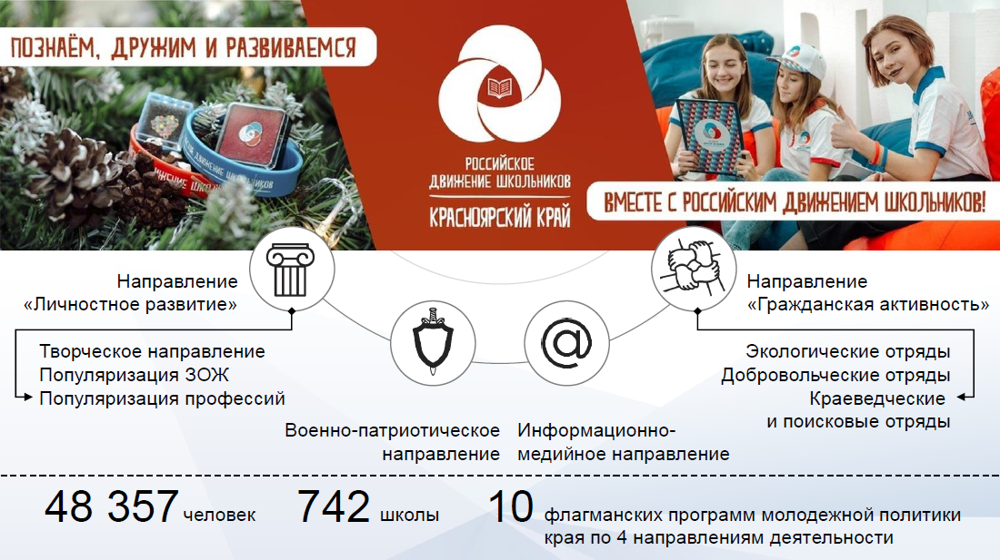 ПОЗНАЁМ, ДРУЖИМ И РАЗВИВАЕМСЯ
РОССИЙСКОЕ
ДВИЖЕНИЕ ШКОЛЬНИКОВ
КРАСНОЯРСКИЙ КРАЙ
ДВИЖЕНИЕ ШКОЛЬНИКОВ
ВМЕСТЕ С РОССИЙСКИМ ДВИЖЕНИЕМ ШКОЛЬНИКОВ!
Направление
«Личностное развитие»
Творческое направление
Популяризация ЗОЖ
Популяризация профессий
Военно-патриотическое
направление
@
Информационно-
медийное направление
Направление
«Гражданская активность»
Экологические отряды
Добровольческие отряды
Краеведческие
и поисковые отряды
48 357 человек
742 школы
10 флагманских программ молодежной политики
края по 4 направлениям деятельности